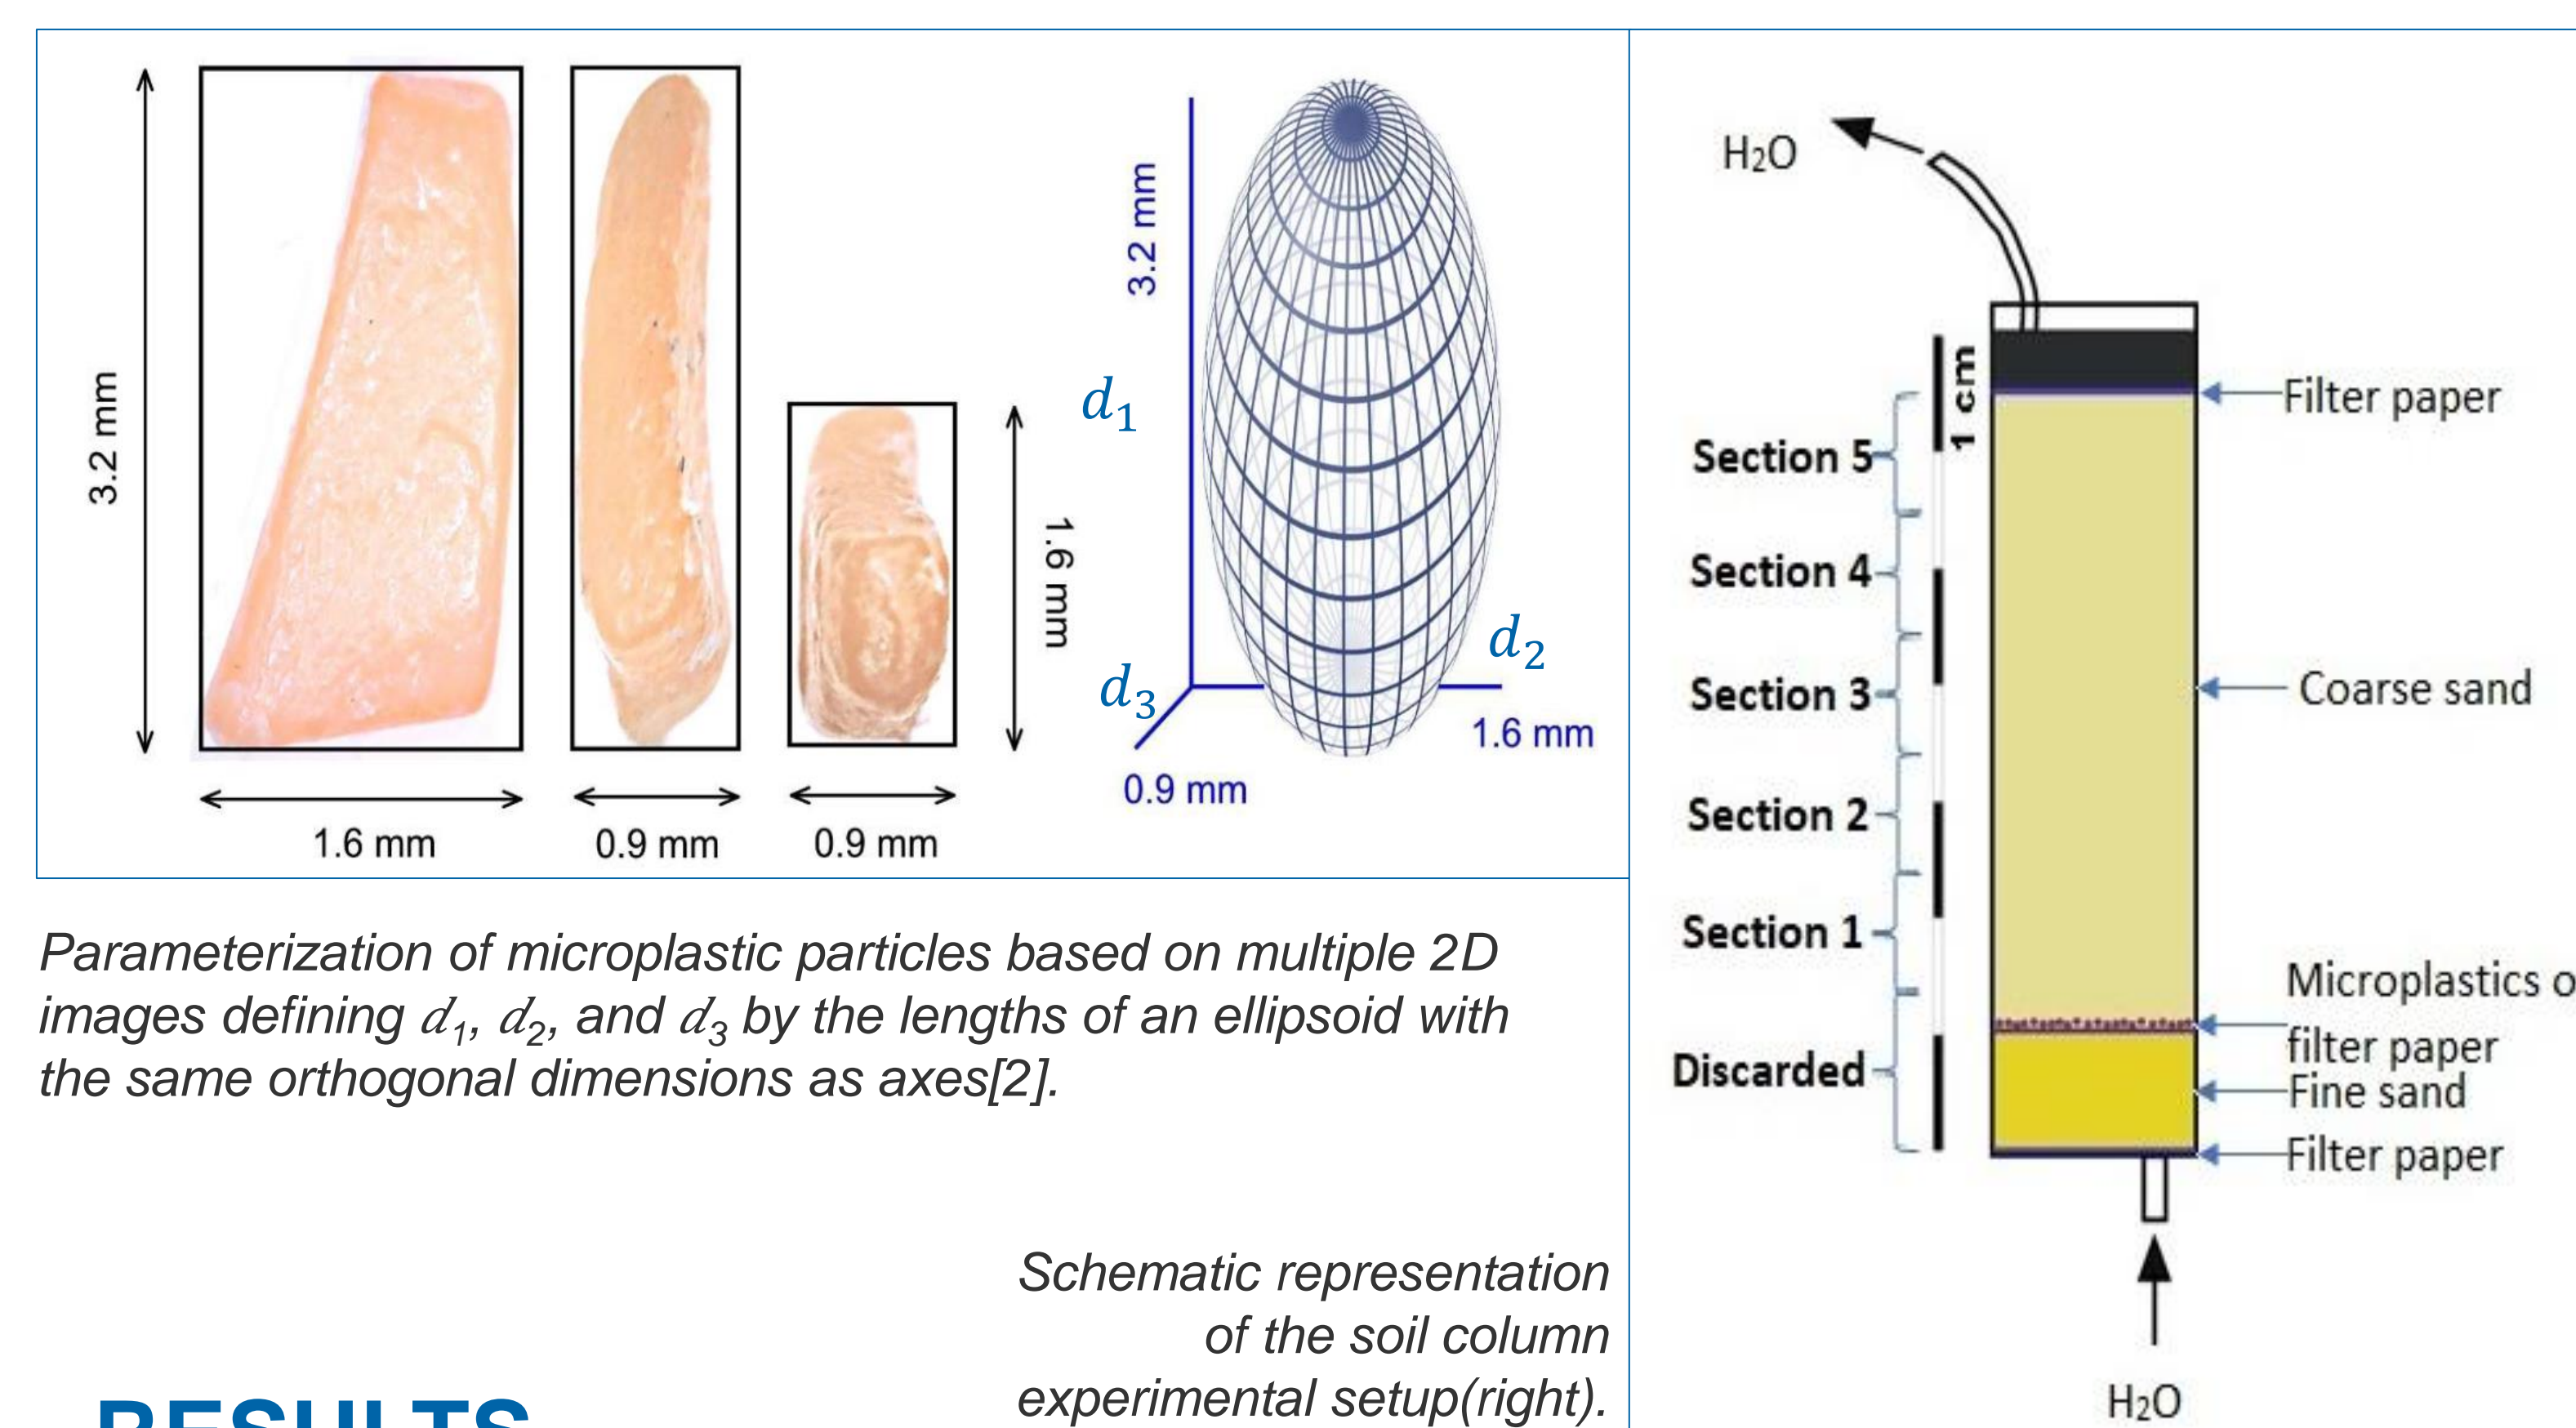 3.2 mm
1.6 mm
0.9 mm
0.9 mm
1.6 mm
3.2 mm
d1
d2
d3
1.6 mm
0.9 mm
Parameterization of microplastic particles based on multiple 2D
images defining d1, d2, and d3 by the lengths of an ellipsoid with
the same orthogonal dimensions as axes[2].
Schematic representation
of the soil column
experimental setup(right).
RESULTS
H2O
1 cm
Section 5
Section 4
Section 3
Section 2
Section 1
Discarded
Filter paper
Coarse sand
Microplastics
filter paper
Fine sand
Filter paper
H2O